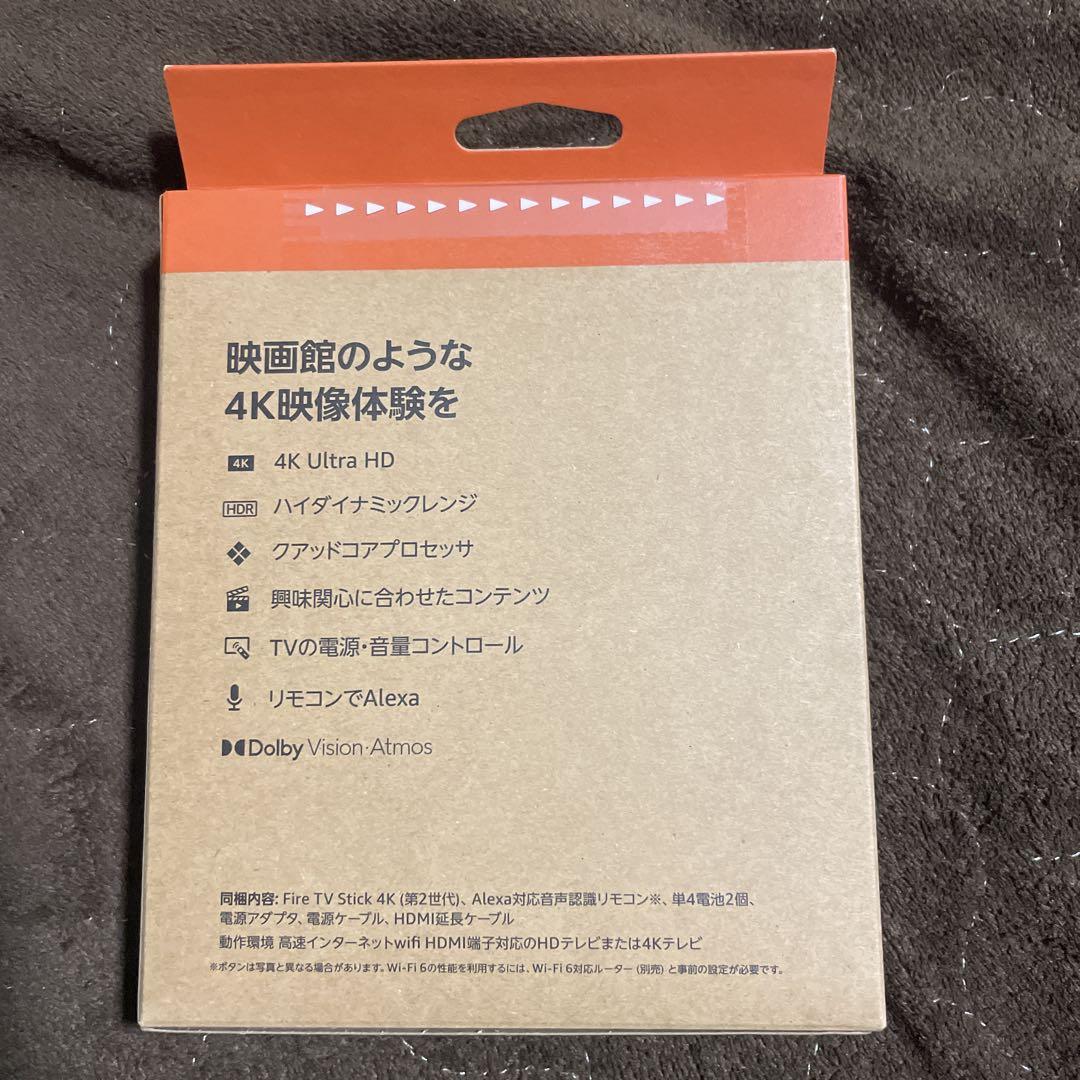 映画館のような
4K映像体験を
4K 4K Ultra HD
HDR ハイダイナミックレンジ
クアッドコアプロセッサ
興味関心に合わせたコンテンツ
TVの電源・音量コントロール
リモコンでAlexa
Dolby Vision·Atmos
同梱内容: Fire TV Stick 4K (第2世代)、Alexa対応音声認識リモコン※、単4電池2個、
電源アダプタ、電源ケーブル、HDMI延長ケーブル
動作環境 高速インターネットwifi HDMI端子対応のHDテレビまたは4Kテレビ
※ボタンは写真と異なる場合があります。Wi-Fi 6の性能を利用するには、Wi-Fi 6対応ルーター (別売) と事前の設定が必要です。